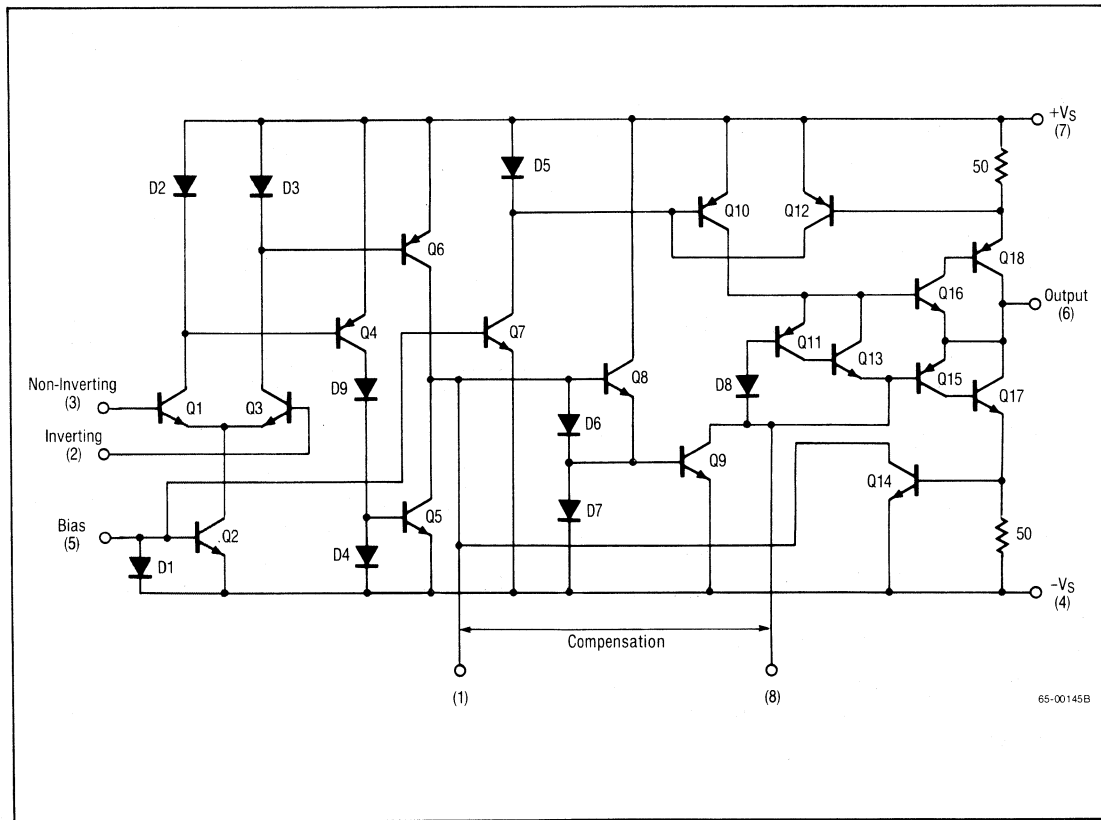 +VS
(7)
50
D2
D3
D5
Q10
Q12
Q6
Q18
Q16
Output
(6)
Q4
Q7
Q11
Q13
D9
Q8
D8
Q15
Q17
Non-Inverting
(3)
Q1
Q3
D6
Inverting
(2)
Q9
Q14
Bias
(5)
Q2
D7
50
D1
D4
Q5
-VS
(4)
Compensation
(1)
(8)
65-00145B